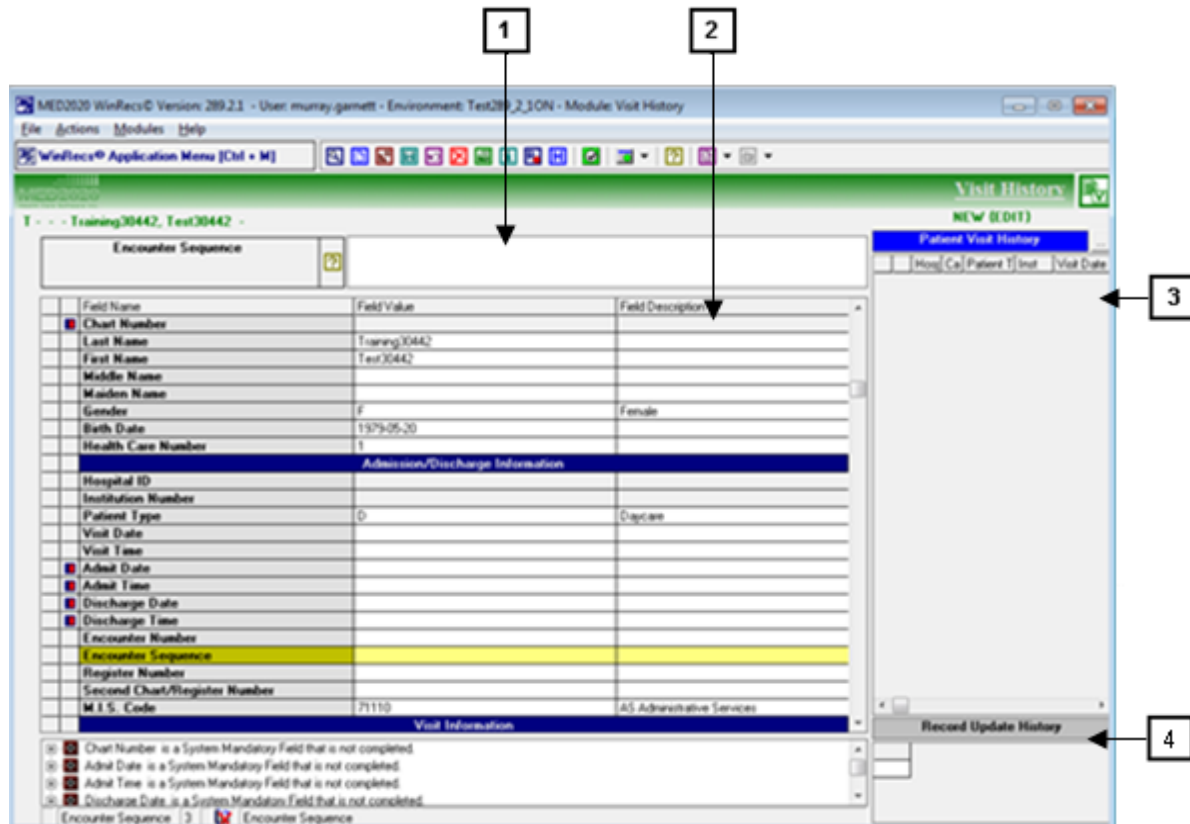 1
2
MED2020 WinRecs© Version: 289.2.1 - User: murray.garnett - Environment: Test289_2_1ON - Module: Visit History
File Actions Modules Help
WinRecs© Application Menu [Ctrl + M]
MED2020
Visit History
T - - - Training30442, Test30442 -
NEW (EDIT)
Encounter Sequence
Patient Visit History
...
Hosp Ca Patient T Inst Visit Date
3
Field Name Field Value Field Description
Chart Number
Last Name Training30442
First Name Test30442
Middle Name
Maiden Name
Gender F Female
Birth Date 1979-05-20
Health Care Number 1
Admission/Discharge Information
Hospital ID
Institution Number
Patient Type D Daycare
Visit Date
Visit Time
Admit Date
Admit Time
Discharge Date
Discharge Time
Encounter Number
Encounter Sequence
Register Number
Second Chart/Register Number
M.I.S. Code 71110 AS Administrative Services
Visit Information
Record Update History
4
Chart Number is a System Mandatory Field that is not completed.
Admit Date is a System Mandatory Field that is not completed.
Admit Time is a System Mandatory Field that is not completed.
Discharge Date is a System Mandatory Field that is not completed.
Encounter Sequence 3 Encounter Sequence